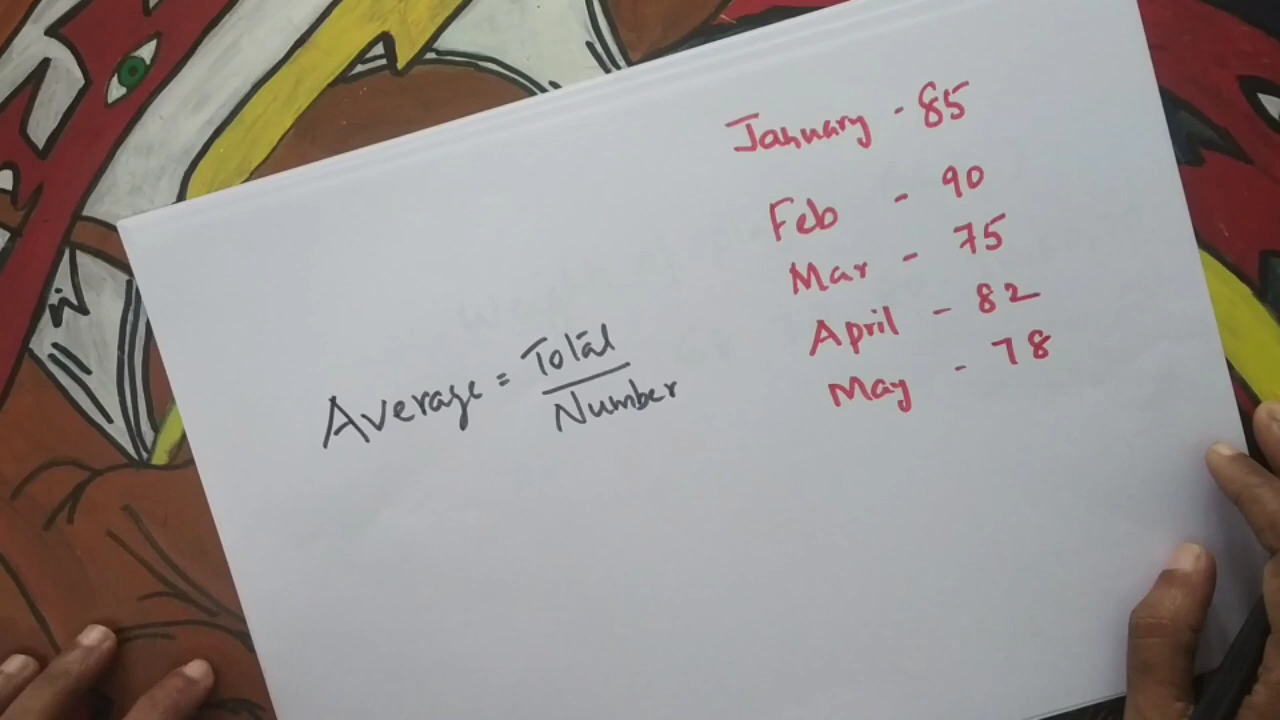 January - 85
Feb - 90
Mar - 75
April - 82
May - 78
Average = Total
Number